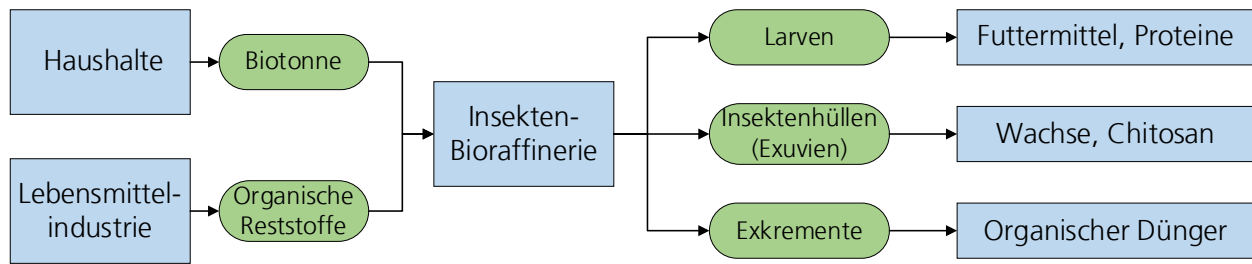 Haushalte
Biotonne
Lebensmittel-
industrie
Organische
Reststoffe
Insekten-
Bioraffinerie
Larven
Futtermittel, Proteine
Insektenhüllen
(Exuvien)
Wachse, Chitosan
Exkremente
Organischer Dünger